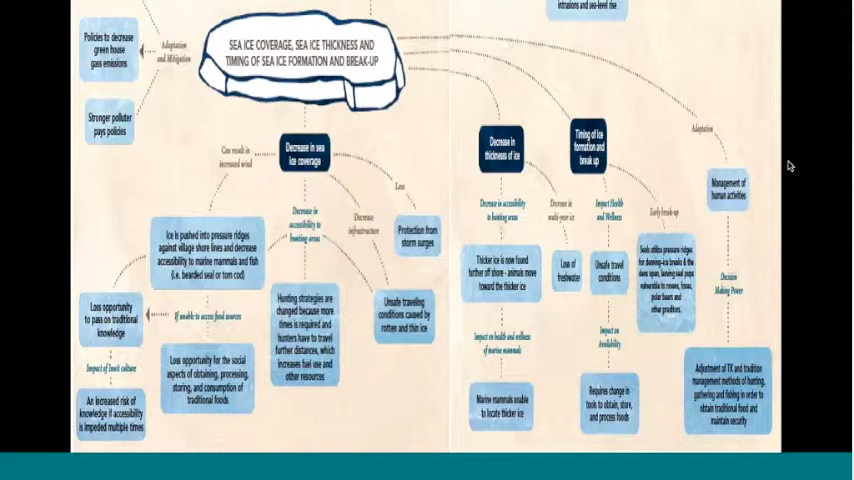 intrusions and sea-level rise
Policies to decrease
green house
gass emissions
Adaptation
and Mitigation
SEA ICE COVERAGE, SEA ICE THICKNESS AND
TIMING OF SEA ICE FORMATION AND BREAK-UP
Stronger polluter
pays policies
Can result in
increased wind
Decrease in sea
ice coverage
Loss
Decrease in
thickness of ice
Timing of ice
formation and
break up
Adaptation
Management of
human activities
Ice is pushed into pressure ridges
against village shore lines and decrease
accessibility to marine mammals and fish
(i.e. bearded seal or tom cod)
Decrease in
accessibility to
hunting areas
Decrease
infrastructure
Protection from
storm surges
Decrease in accessibility
to hunting areas
Decrease in
multi-year ice
Impact Health
and Wellness
Early break-up
Thicker ice is now found
further off shore - animals move
toward the thicker ice
Loss of
freshwater
Unsafe travel
conditions
Seals utilize pressure ridges
for denning-ice breaks & the
dens open, leaving seal pups
vulnerable to ravens, foxes,
polar bears and
other preditors.
Decision
Making Power
Loss opportunity
to pass on traditional
knowledge
If unable to access food sources
Hunting strategies are
changed because more
times is required and
hunters have to travel
further distances, which
increases fuel use and
other resources
Unsafe traveling
conditions caused by
rotten and thin ice
Impact of Inuit culture
Loss opportunity for the social
aspects of obtaining, processing,
storing, and consumption of
traditional foods
An increased risk of
knowledge if accessibility
is impeded multiple times
Impact on health and wellness
of marine mammals
Impact on
Availability
Marine mammals unable
to locate thicker ice
Requires change in
tools to obtain, store,
and process foods
Adjustment of TK and tradition
management methods of hunting,
gathering and fishing in order to
obtain traditional food and
maintain security